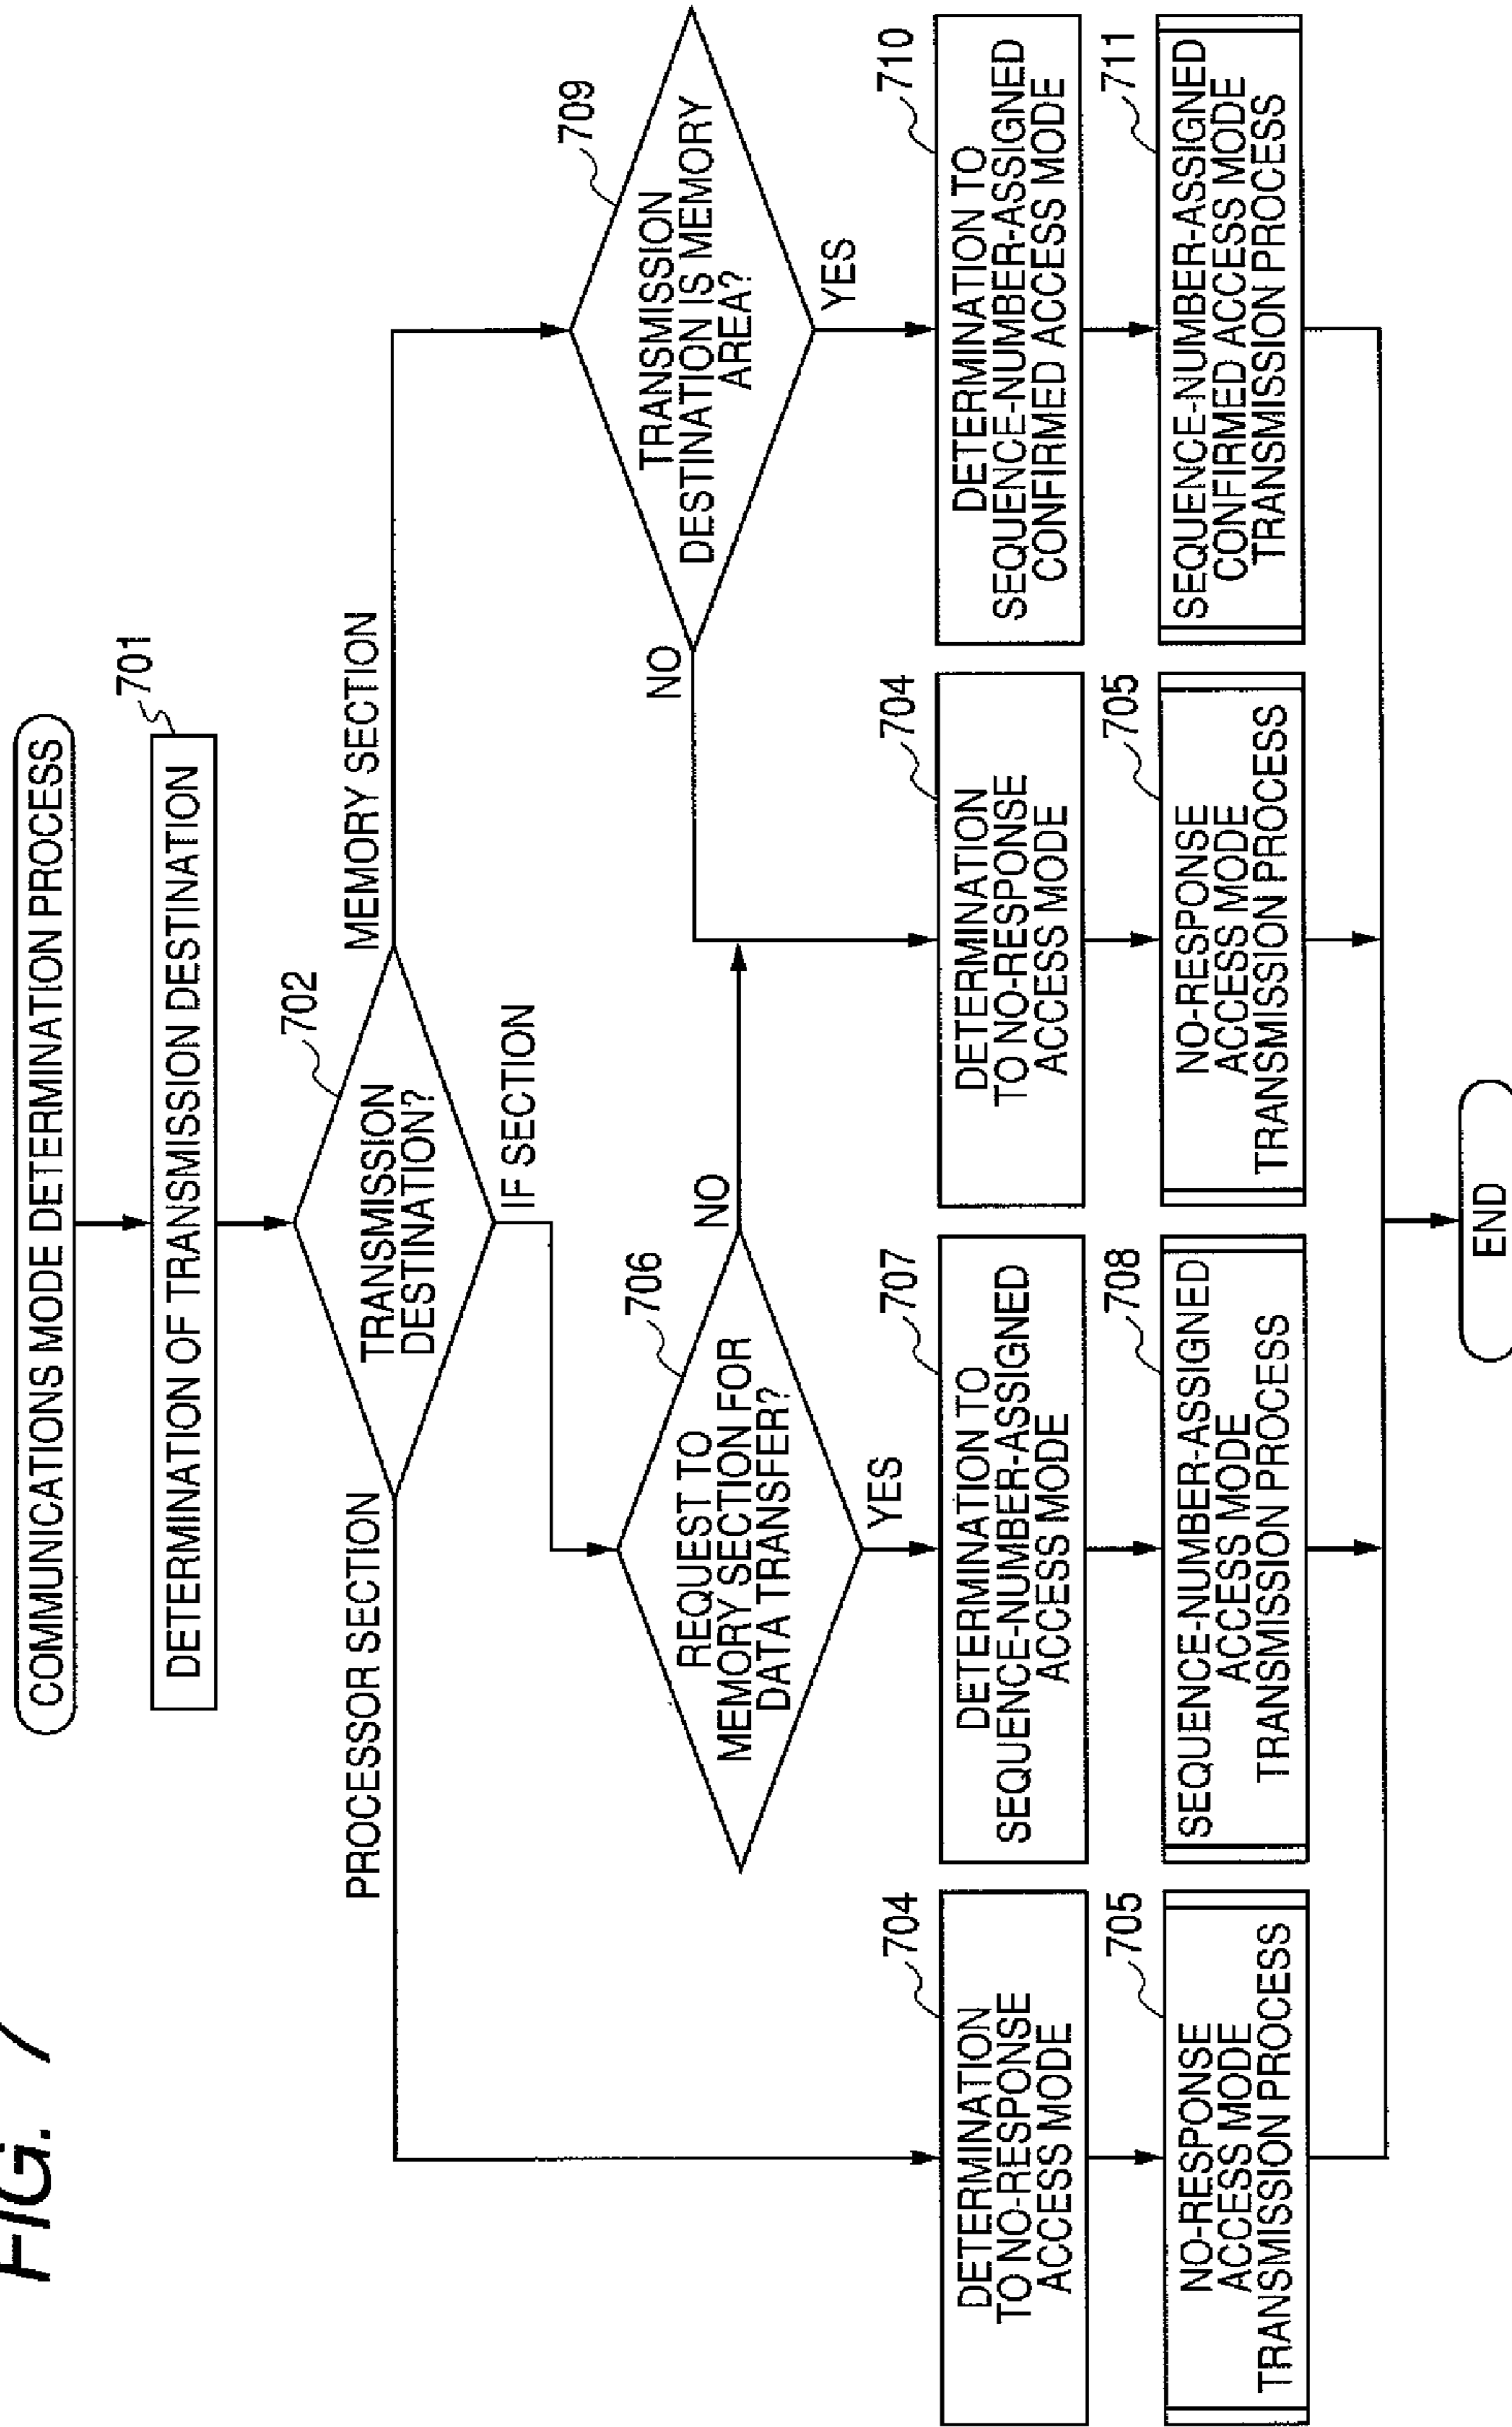 FIG. 7
COMMUNICATIONS MODE DETERMINATION PROCESS
701
DETERMINATION OF TRANSMISSION DESTINATION
702
TRANSMISSION
DESTINATION?
PROCESSOR SECTION
IF SECTION
MEMORY SECTION
706
REQUEST TO
MEMORY SECTION FOR
DATA TRANSFER?
NO
YES
709
TRANSMISSION
DESTINATION IS MEMORY
AREA?
NO
YES
704
DETERMINATION
TO NO-RESPONSE
ACCESS MODE
707
DETERMINATION TO
SEQUENCE-NUMBER-ASSIGNED
ACCESS MODE
704
DETERMINATION
TO NO-RESPONSE
ACCESS MODE
710
DETERMINATION TO
SEQUENCE-NUMBER-ASSIGNED
CONFIRMED ACCESS MODE
705
NO-RESPONSE
ACCESS MODE
TRANSMISSION PROCESS
708
SEQUENCE-NUMBER-ASSIGNED
ACCESS MODE
TRANSMISSION PROCESS
705
NO-RESPONSE
ACCESS MODE
TRANSMISSION PROCESS
711
SEQUENCE-NUMBER-ASSIGNED
CONFIRMED ACCESS MODE
TRANSMISSION PROCESS
END